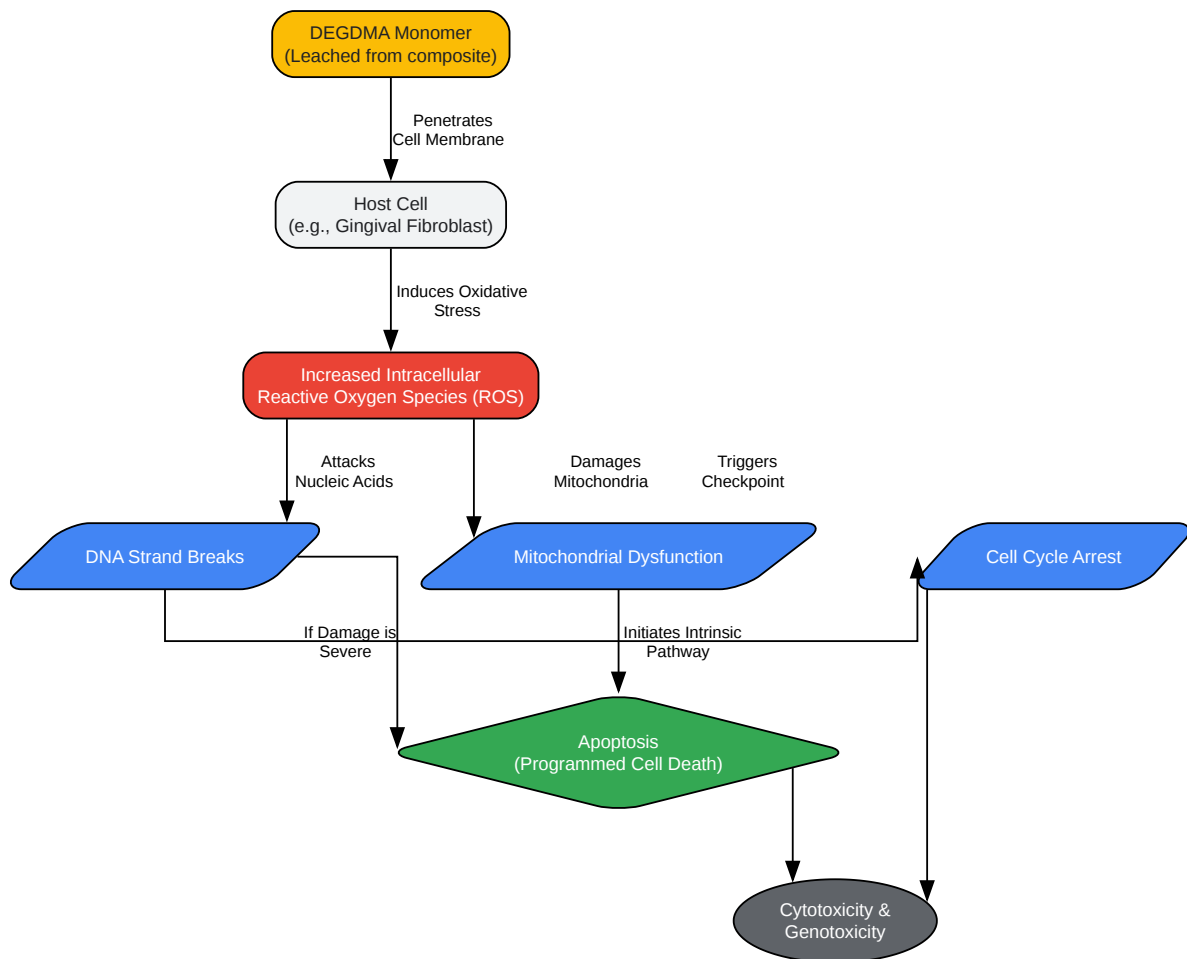 DEGDMA Monomer
(Leached from composite)
Penetrates
Cell Membrane
Host Cell
(e.g., Gingival Fibroblast)
Induces Oxidative
Stress
Increased Intracellular
Reactive Oxygen Species (ROS)
Attacks
Nucleic Acids
Damages
Mitochondria
Triggers
Checkpoint
DNA Strand Breaks
Mitochondrial Dysfunction
Cell Cycle Arrest
If Damage is
Severe
Initiates Intrinsic
Pathway
Apoptosis
(Programmed Cell Death)
Cytotoxicity &
Genotoxicity